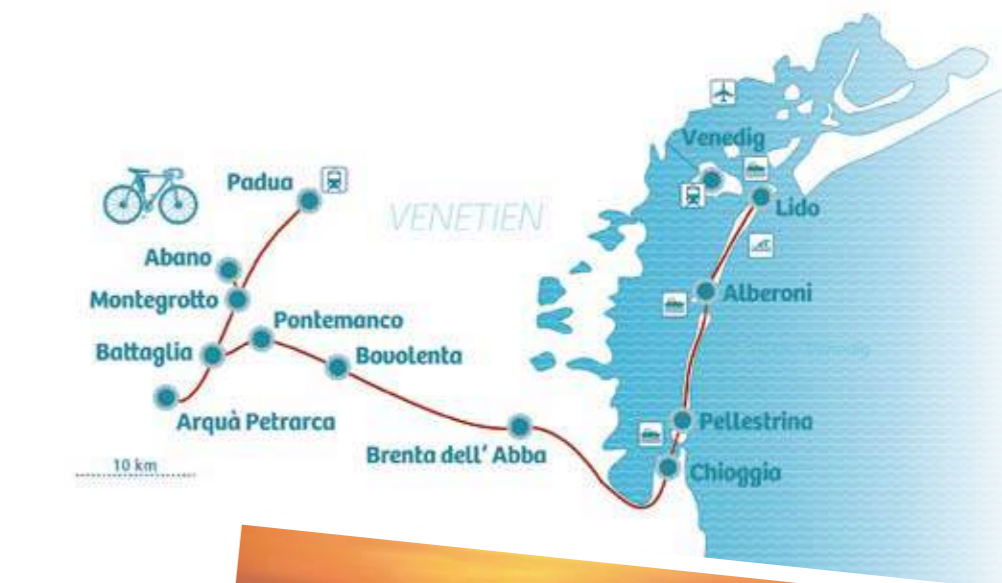 Venedig
Padua
VENETIEN
Lido
Abano
Montegrotto
Alberoni
Pontemanco
Battaglia
Bovolenta
Arquà Petrarca
Pellestrina
Brenta dell' Abba
10 km
Chioggia